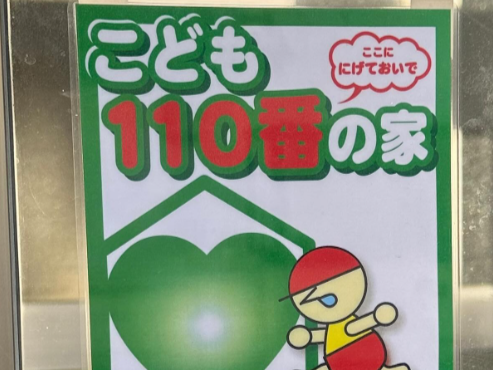 こども
ここに
にげておいで
110番の家